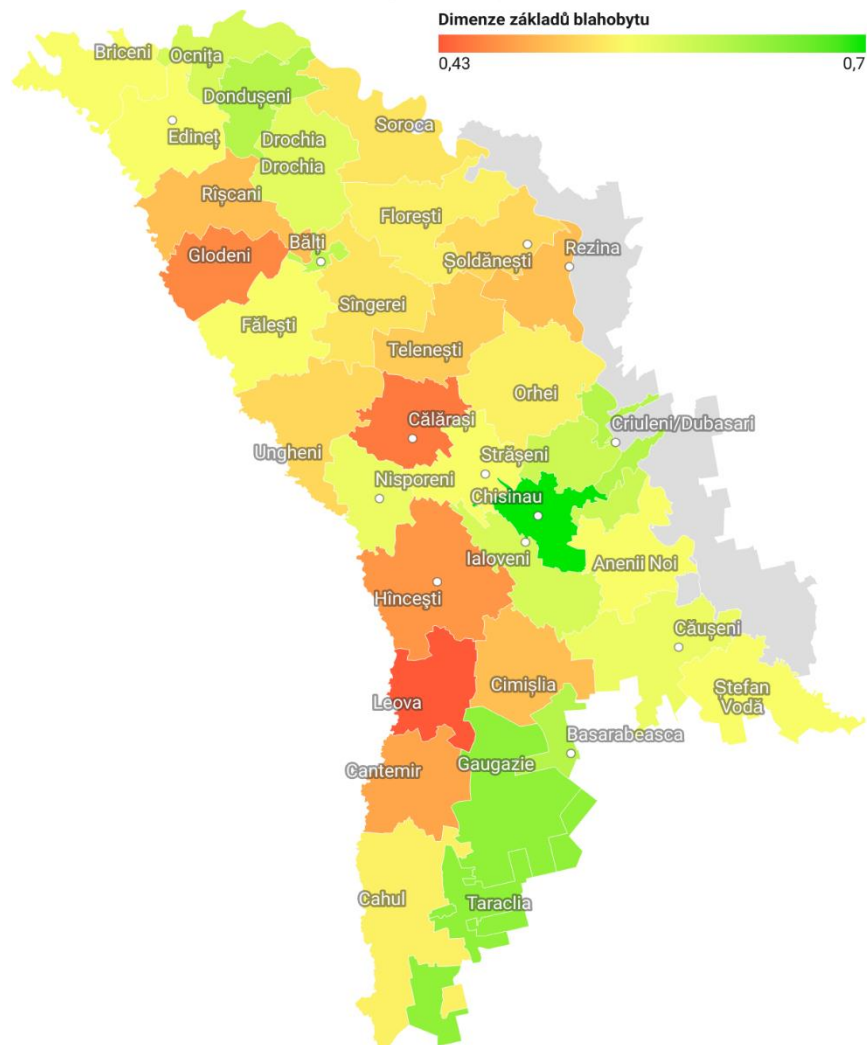 Dimenze základů blahobytu
0,43
0,7
Briceni
Ocnița
Dondușeni
Edineț
Drochia
Soroca
Drochia
Rîșcani
Florești
Bălți
Glodeni
Șoldănești
Rezina
Sîngerei
Fălești
Telenești
Orhei
Călărași
Criuleni/Dubasari
Ungheni
Strășeni
Nisporeni
Chisinau
Ialoveni
Anenii Noi
Hîncești
Căușeni
Cimișlia
Ștefan
Vodă
Leova
Basarabeasca
Gaugazie
Cantemir
Cahul
Taraclia